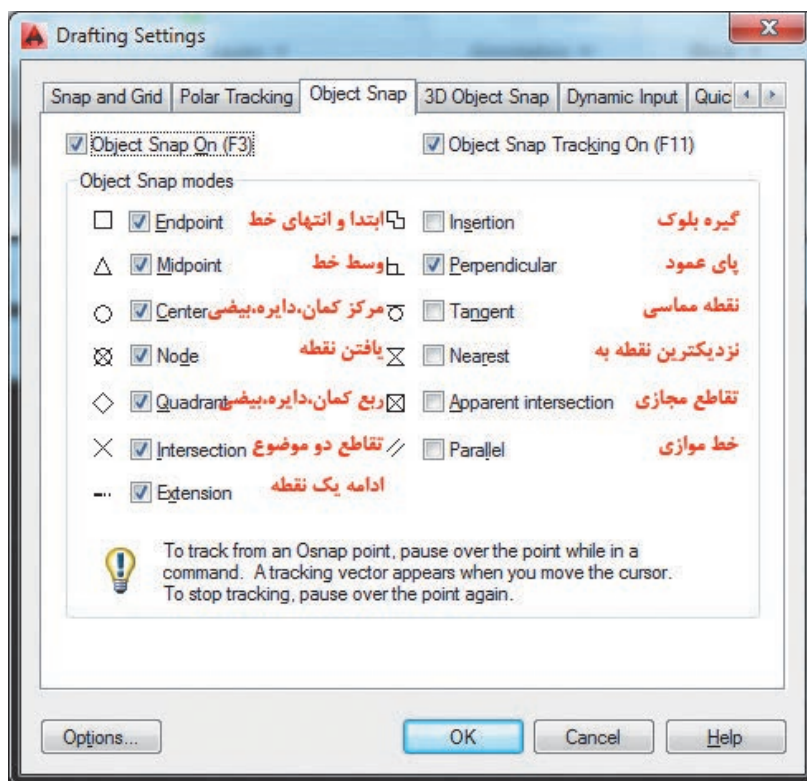 Drafting Settings
Snap and Grid Polar Tracking Object Snap 3D Object Snap Dynamic Input Quic
Object Snap On (F3) Object Snap Tracking On (F11)
Object Snap modes
Endpoint ابتدا و انتهای خط Insertion گیره بلوک
Midpoint وسط خط Perpendicular پای عمود
Center مرکز کمان،دایره،بیضی Tangent نقطه مماسی
Node یافتن نقطه Nearest نزدیکترین نقطه به
Quadrant ربع کمان،دایره،بیضی Apparent intersection تقاطع مجازی
Intersection تقاطع دو موضوع Parallel خط موازی
Extension ادامه یک نقطه
To track from an Osnap point, pause over the point while in a
command. A tracking vector appears when you move the cursor.
To stop tracking, pause over the point again.
Options... OK Cancel Help